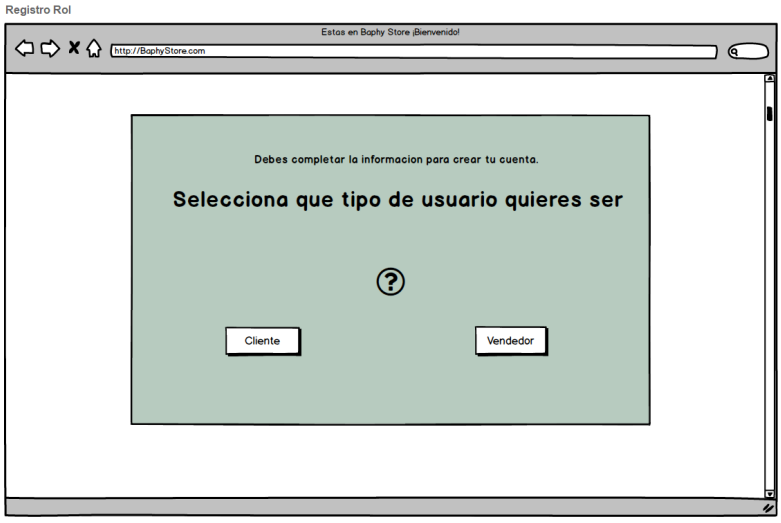 Registro Rol
Estas en Baphy Store ¡Bienvenido!
http://BaphyStore.com
Debes completar la informacion para crear tu cuenta.
Selecciona que tipo de usuario quieres ser
?
Cliente
Vendedor